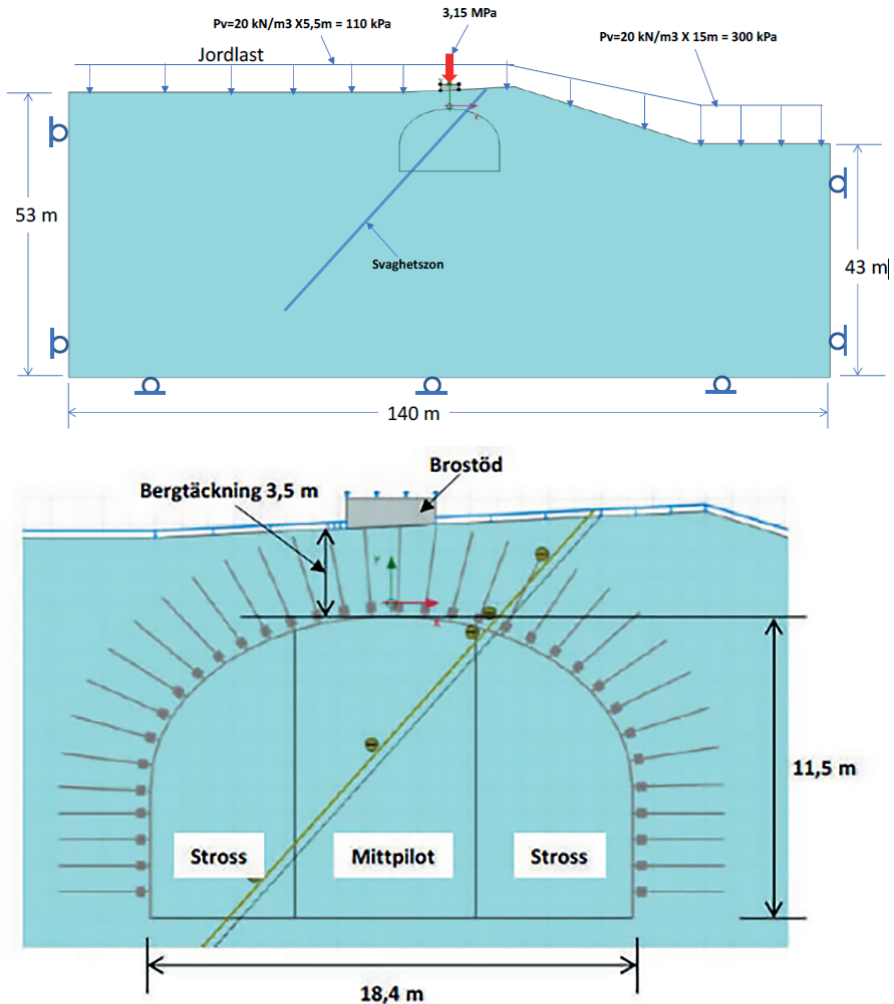 3,15 MPa
Pv=20 kN/m3 X5,5m = 110 kPa
Pv=20 kN/m3 X 15m = 300 kPa
Jordlast
53 m
Svaghetszon
43 m
140 m
Brostöd
Bergtäckning 3,5 m
Y
X
11,5 m
Stross
Mittpilot
Stross
18,4 m